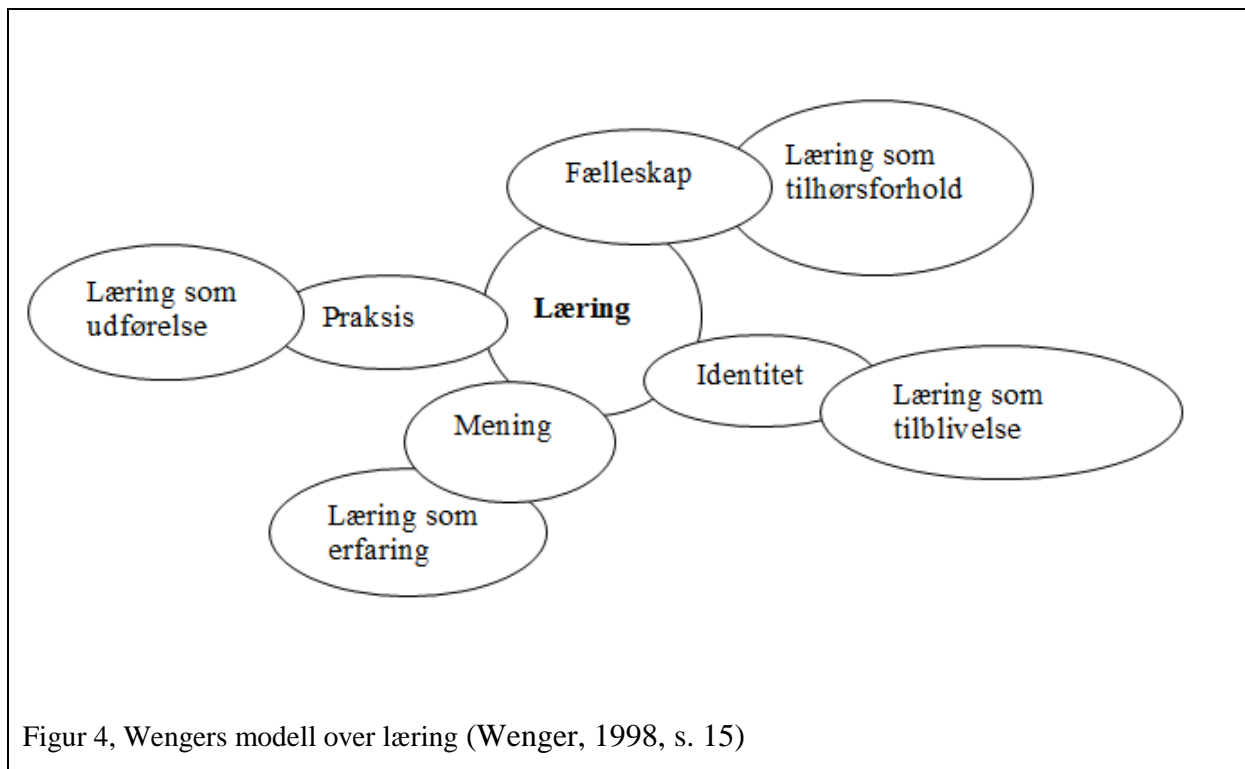 Fælleskap
Læring som
tilhørsforhold
Læring som
udførelse
Praksis
Læring
Identitet
Læring som
tilblivelse
Mening
Læring som
erfaring
Figur 4, Wengers modell over læring (Wenger, 1998, s. 15)